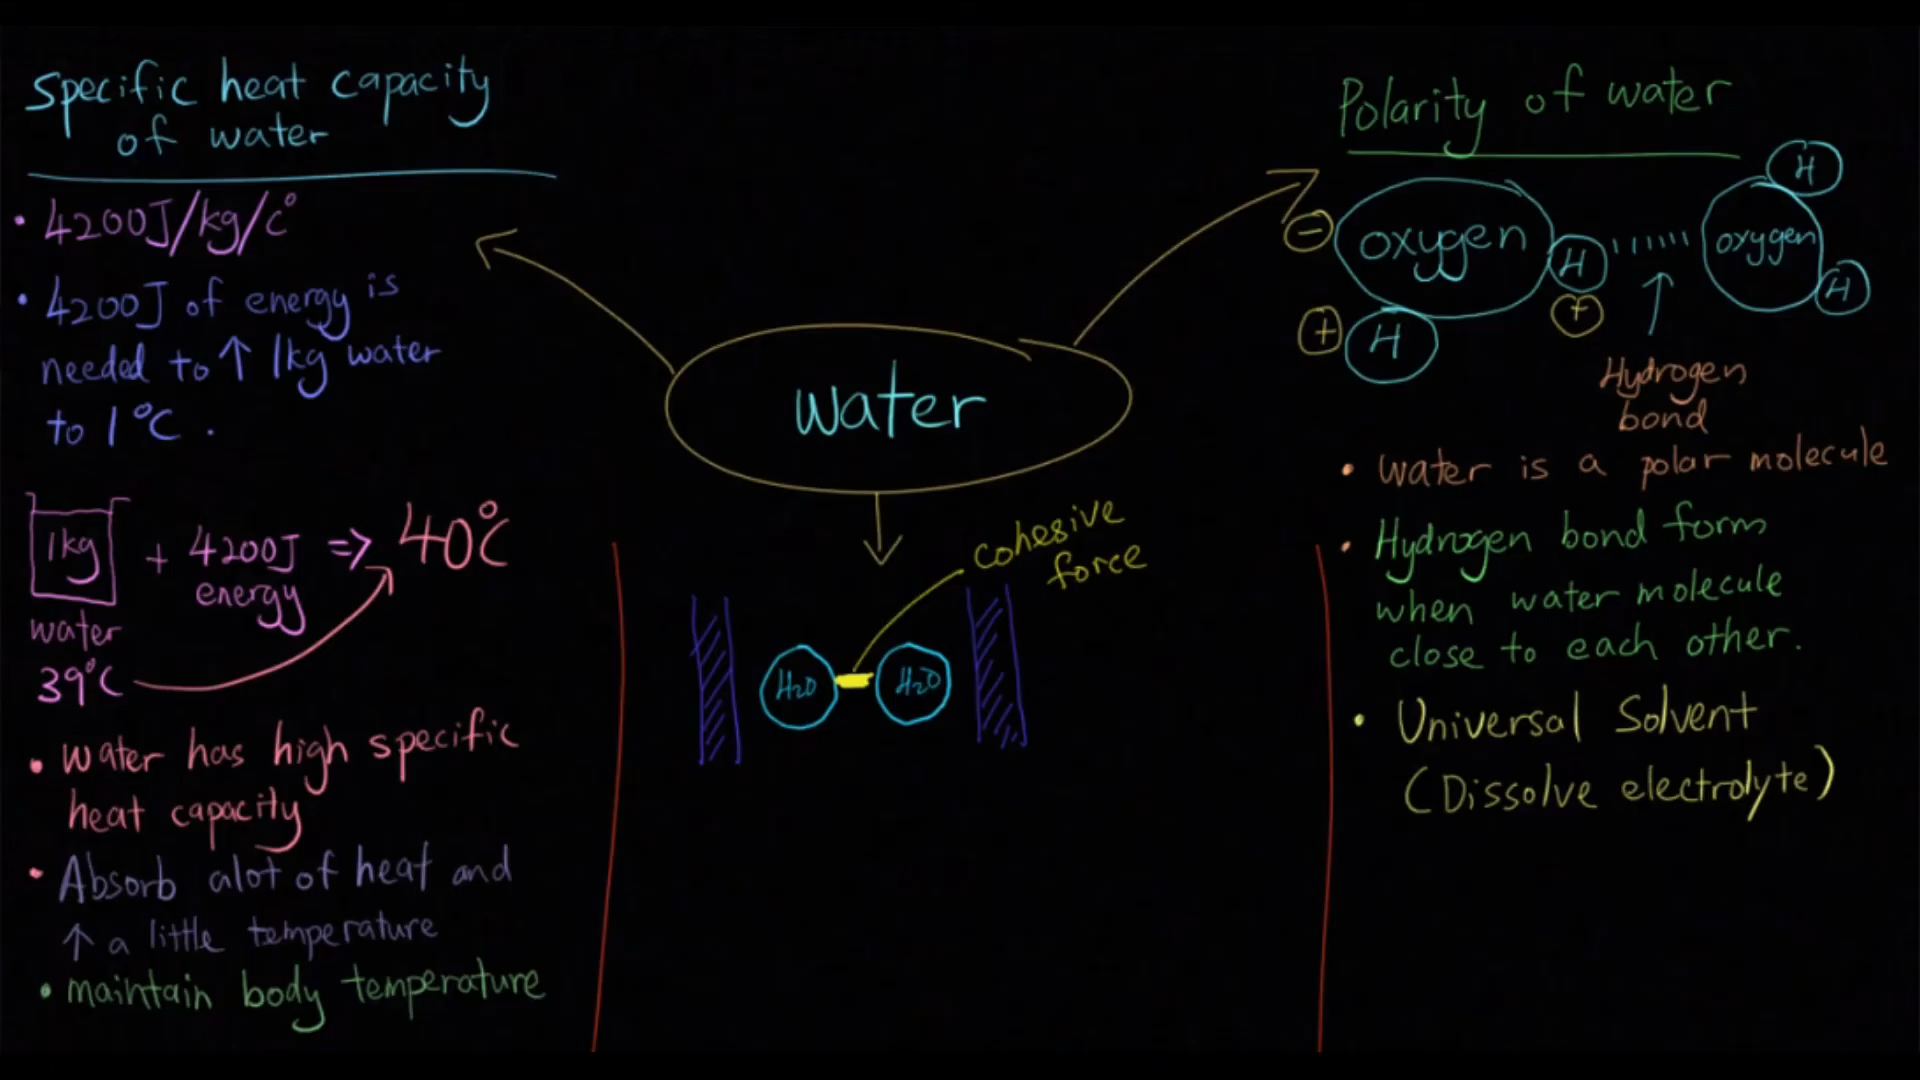 Specific heat capacity
of water
• 4200J/kg/c°
• 4200J of energy is
needed to ↑ 1kg water
to 1°C.
1kg
+ 4200J => 40°C
energy
water
39°C
• water has high specific
heat capacity
• Absorb alot of heat and
↑ a little temperature
• maintain body temperature
water
cohesive
force
H2O H2O
Polarity of water
H
− oxygen H oxygen
H
+ H +
Hydrogen
bond
• water is a polar molecule
• Hydrogen bond form
when water molecule
close to each other.
• Universal Solvent
(Dissolve electrolyte)